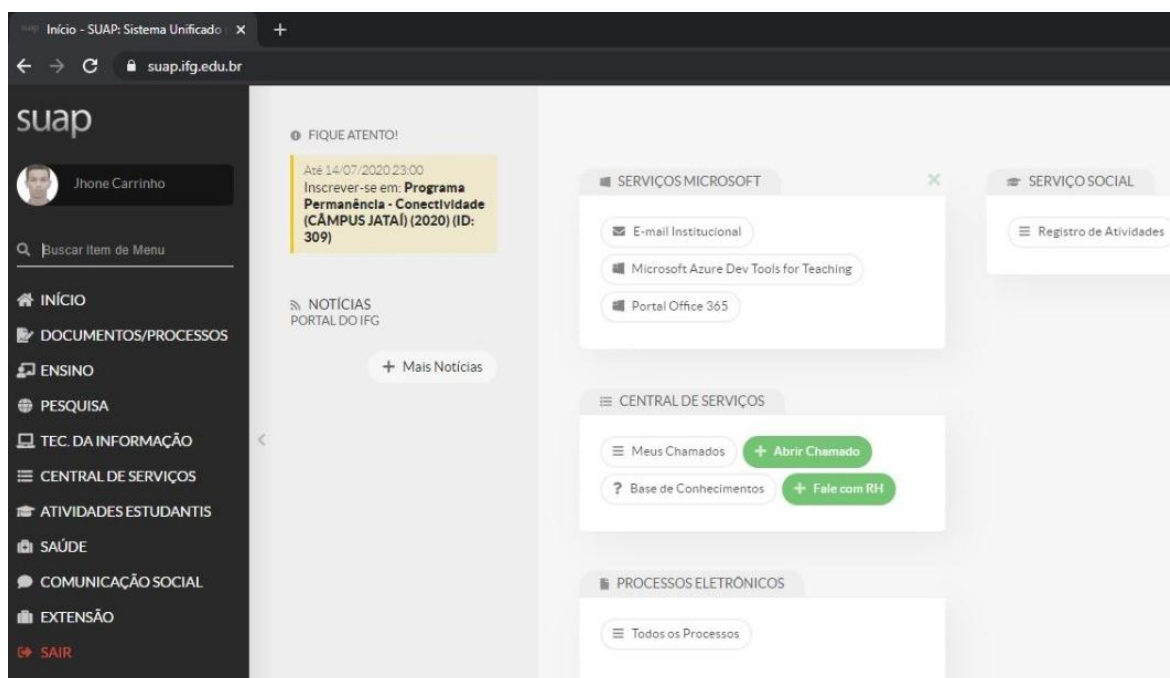 Início - SUAP: Sistema Unificado
suap.ifg.edu.br
suap
Jhone Carrinho
Buscar Item de Menu
INÍCIO
DOCUMENTOS/PROCESSOS
ENSINO
PESQUISA
TEC. DA INFORMAÇÃO
CENTRAL DE SERVIÇOS
ATIVIDADES ESTUDANTIS
SAÚDE
COMUNICAÇÃO SOCIAL
EXTENSÃO
SAIR
FIQUE ATENTO!
Até 14/07/2020 23:00
Inscrever-se em: Programa
Permanência - Conectividade
(CÂMPUS JATAÍ) (2020) (ID:
309)
NOTÍCIAS
PORTAL DO IFG
+ Mais Notícias
SERVIÇOS MICROSOFT
E-mail Institucional
Microsoft Azure Dev Tools for Teaching
Portal Office 365
CENTRAL DE SERVIÇOS
Meus Chamados + Abrir Chamado
? Base de Conhecimentos + Fale com RH
PROCESSOS ELETRÔNICOS
Todos os Processos
SERVIÇO SOCIAL
Registro de Atividades